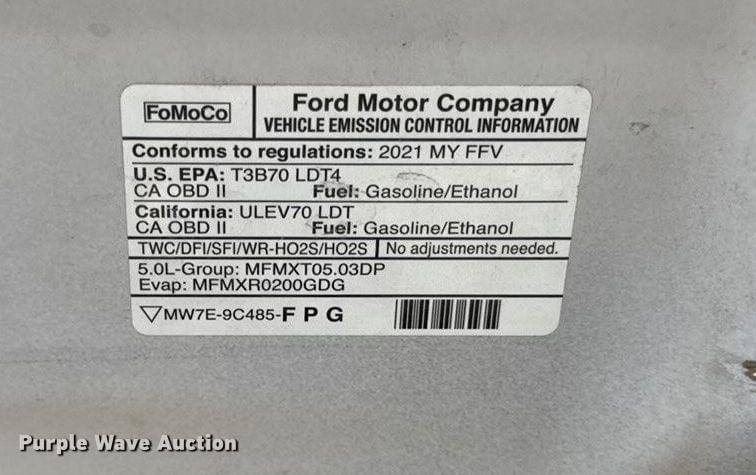 FoMoCo
Ford Motor Company
VEHICLE EMISSION CONTROL INFORMATION
Conforms to regulations: 2021 MY FFV
U.S. EPA: T3B70 LDT4
CA OBD II Fuel: Gasoline/Ethanol
California: ULEV70 LDT
CA OBD II Fuel: Gasoline/Ethanol
TWC/DFI/SFI/WR-HO2S/HO2S No adjustments needed.
5.0L-Group: MFMXT05.03DP
Evap: MFMXR0200GDG
MW7E-9C485-F P G
Purple Wave Auction